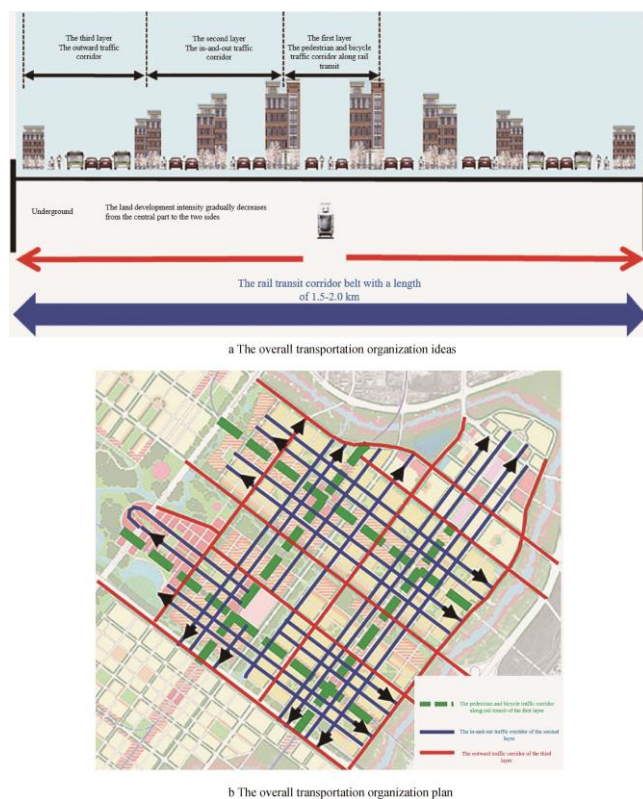 The third layer
The outward traffic
corridor
The second layer
The in-and-out traffic
corridor
The first layer
The pedestrian and bicycle
traffic corridor along rail
transit
Underground
The land development intensity gradually decreases
from the central part to the two sides
The rail transit corridor belt with a length
of 1.5-2.0 km
a The overall transportation organization ideas
The pedestrian and bicycle traffic corridor
along rail transit of the first layer
The in-and-out traffic corridor of the second
layer
The outward traffic corridor of the third
layer
b The overall transportation organization plan